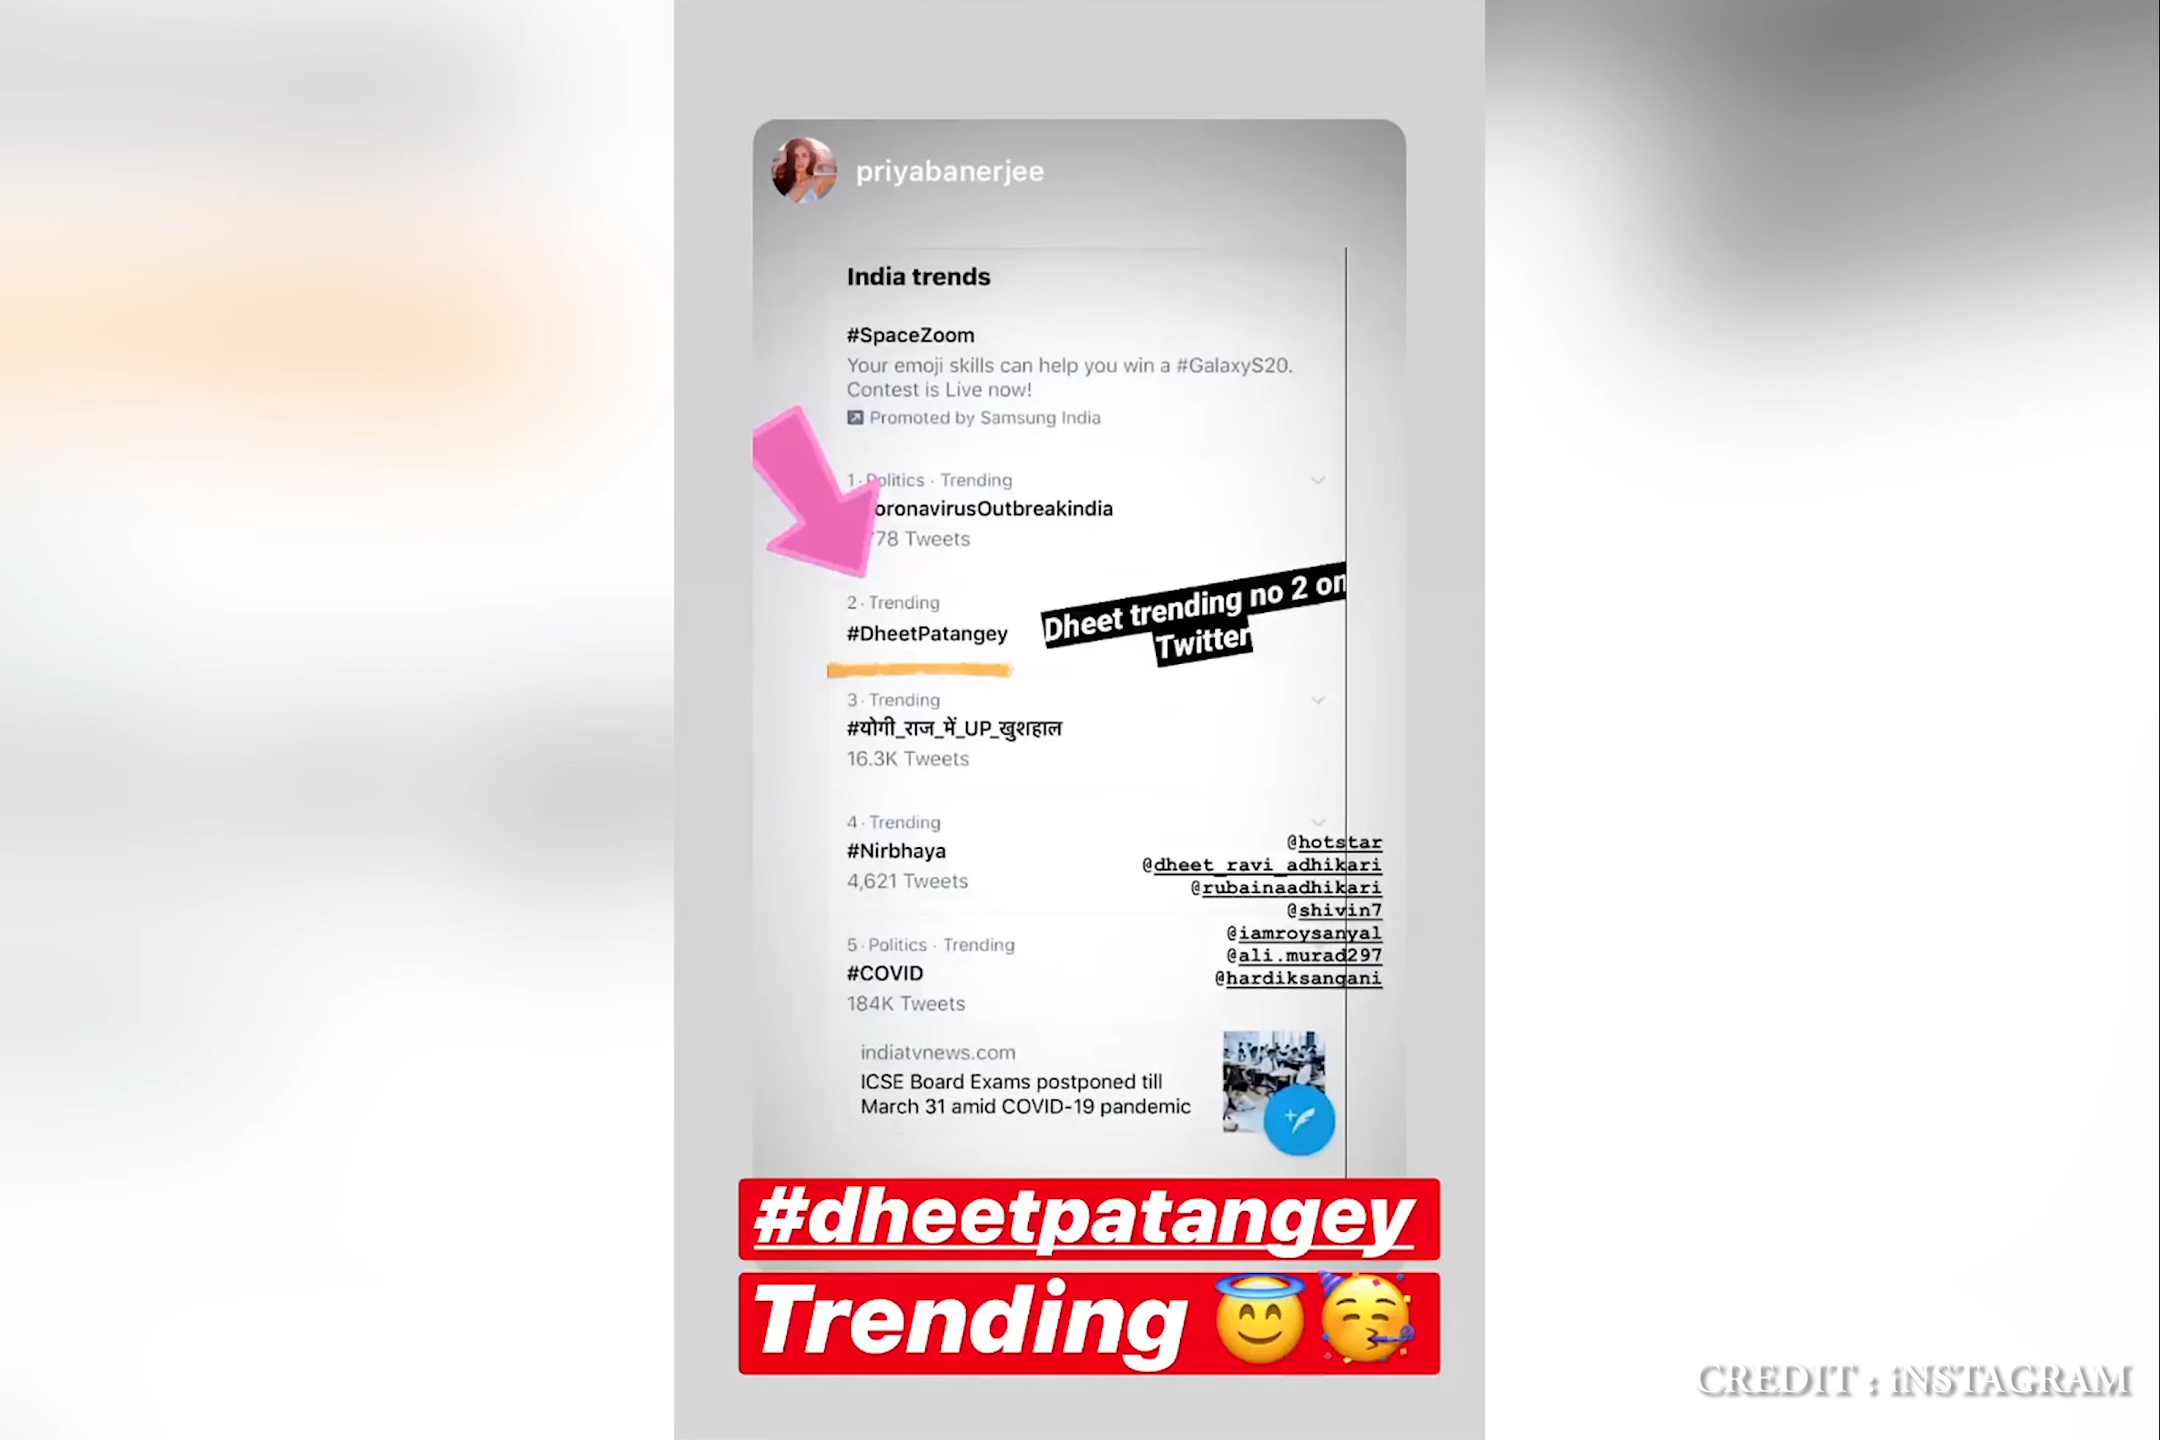 priyabanerjee
India trends
#SpaceZoom
Your emoji skills can help you win a #GalaxyS20.
Contest is Live now!
Promoted by Samsung India
1 · Politics · Trending
oronavirusOutbreakindia
778 Tweets
2 · Trending
#DheetPatangey
Dheet trending no 2 on
Twitter
3 · Trending
#योगी_राज_में_UP_खुशहाल
16.3K Tweets
4 · Trending
#Nirbhaya
4,621 Tweets
@hotstar
@dheet_ravi_adhikari
@rubainaadhikari
@shivin7
@iamroysanyal
@ali.murad297
@hardiksangani
5 · Politics · Trending
#COVID
184K Tweets
indiatvnews.com
ICSE Board Exams postponed till
March 31 amid COVID-19 pandemic
#dheetpatangey
Trending 😇🥳
CREDIT : iNSTAGRAM